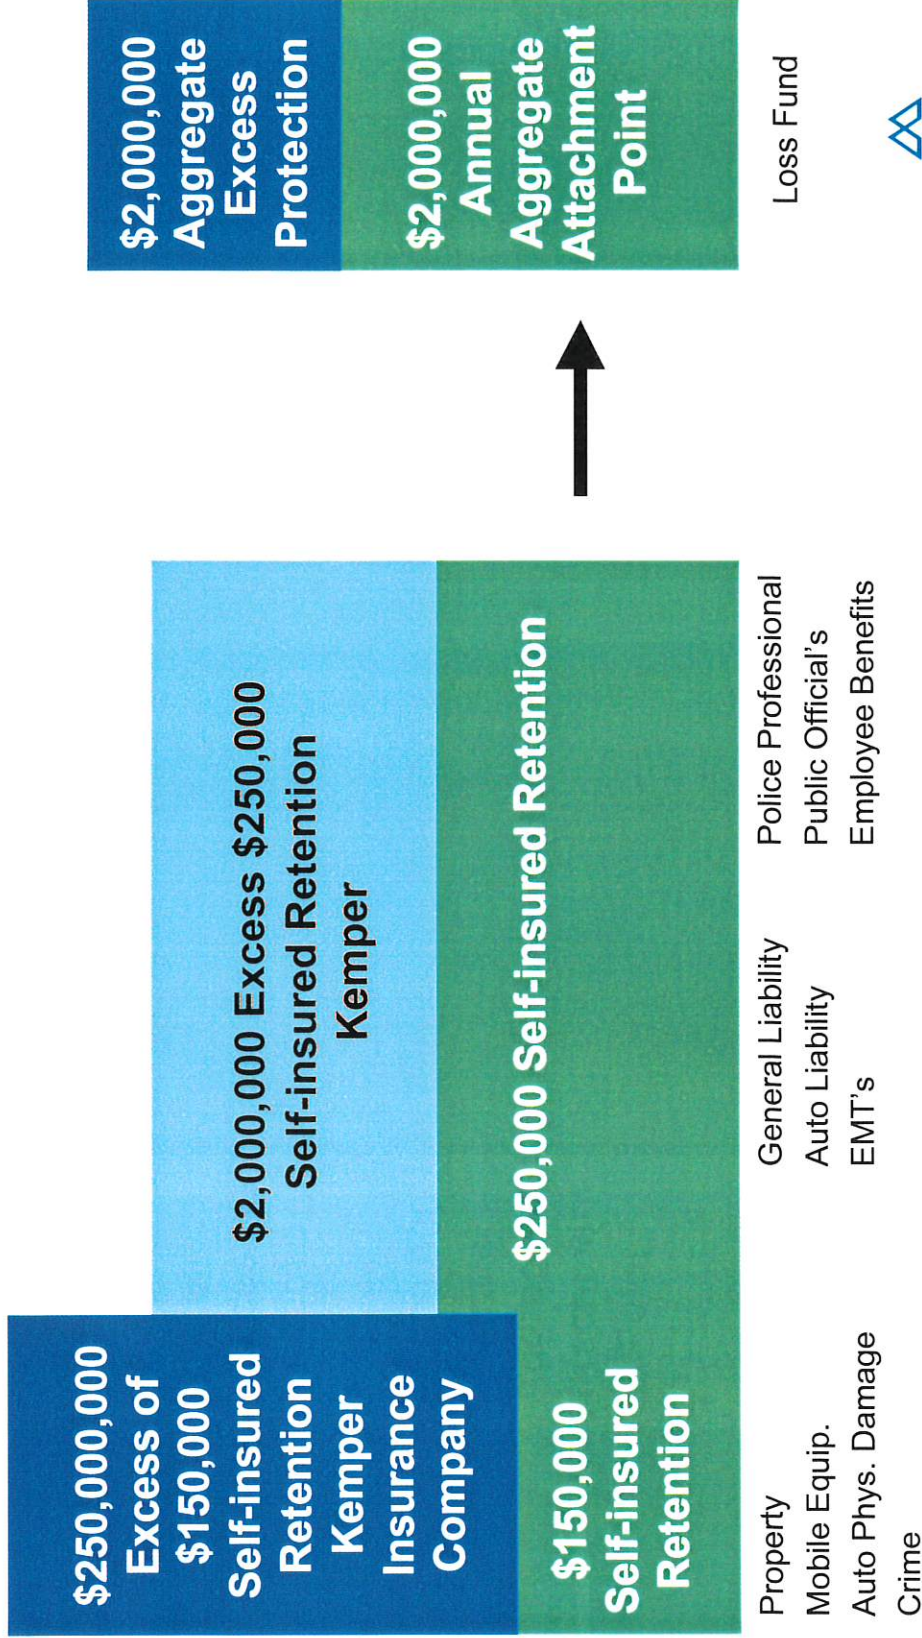 $250,000,000
Excess of
$150,000
Self-insured
Retention
Kemper
Insurance
Company
$150,000
Self-insured
Retention
Property
Mobile Equip.
Auto Phys. Damage
Crime
$2,000,000 Excess $250,000
Self-insured Retention
Kemper
$250,000 Self-insured Retention
General Liability
Auto Liability
EMT's
Police Professional
Public Official's
Employee Benefits
$2,000,000
Aggregate
Excess
Protection
$2,000,000
Annual
Aggregate
Attachment
Point
Loss Fund